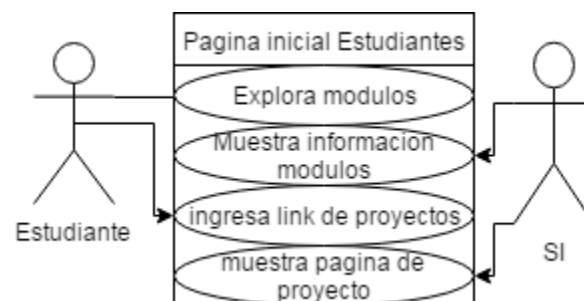 Pagina inicial Estudiantes
Explora modulos
Muestra informacion
modulos
ingresa link de proyectos
Estudiante
SI
muestra pagina de
proyecto